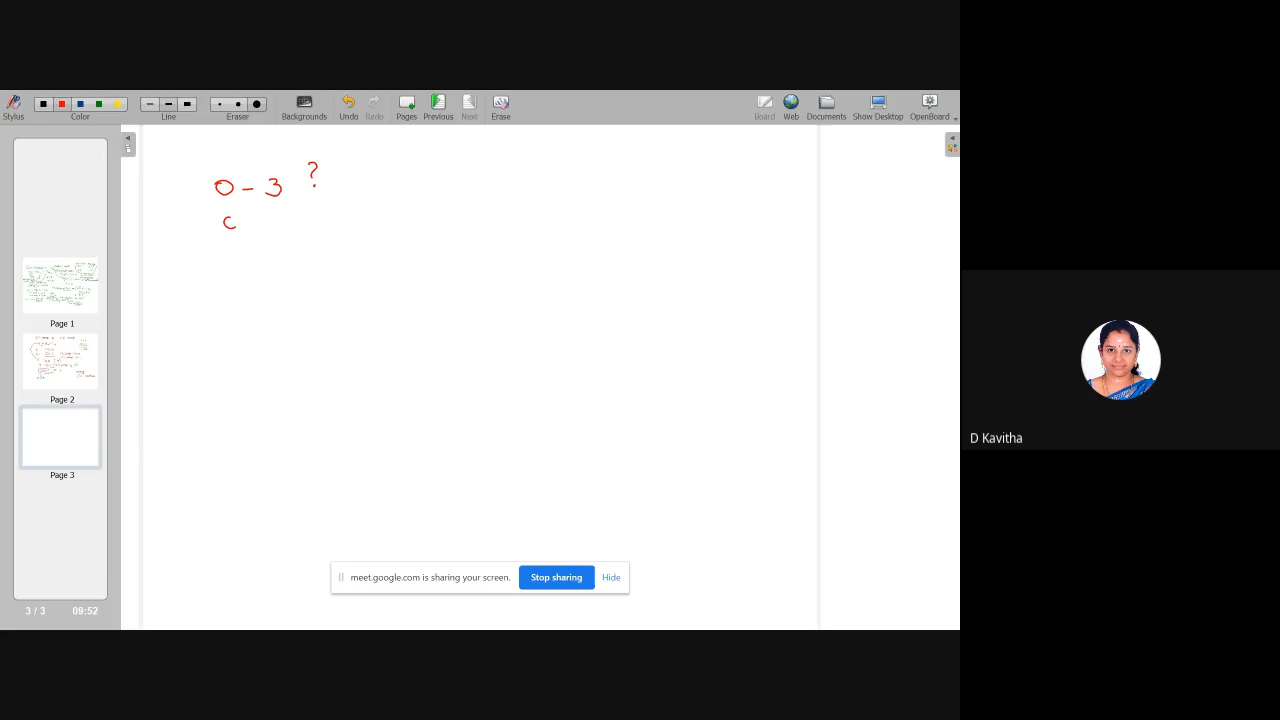 Stylus
Color
Line
Eraser
Backgrounds
Undo
Redo
Pages
Previous
Next
Erase
Board
Web
Documents
Show Desktop
OpenBoard
0 - 3 ?
c
Page 1
Page 2
Page 3
D Kavitha
meet.google.com is sharing your screen.
Stop sharing
Hide
3 / 3
09:52